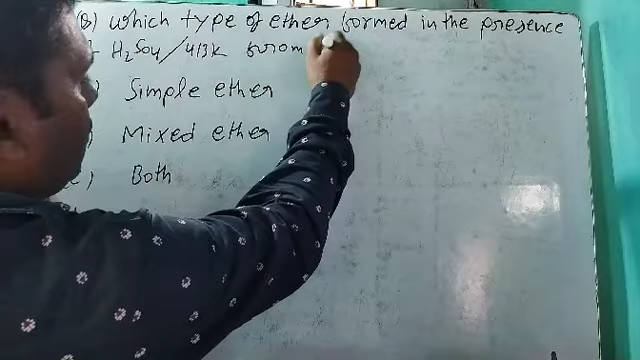 (B) which type of ether formed in the presence
H2SO4/413K from
Simple ether
Mixed ether
) Both